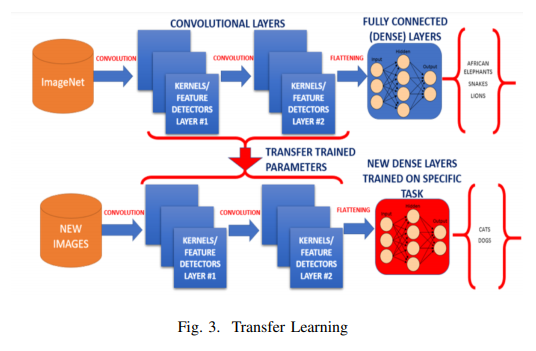 CONVOLUTIONAL LAYERS
FULLY CONNECTED
(DENSE) LAYERS
ImageNet
CONVOLUTION
KERNELS/
FEATURE
DETECTORS
LAYER #1
CONVOLUTION
KERNELS/
FEATURE
DETECTORS
LAYER #2
FLATTENING
Input
Hidden
Output
AFRICAN
ELEPHANTS
SNAKES
LIONS
TRANSFER TRAINED
PARAMETERS
NEW DENSE LAYERS
TRAINED ON SPECIFIC
TASK
NEW
IMAGES
CONVOLUTION
KERNELS/
FEATURE
DETECTORS
LAYER #1
CONVOLUTION
KERNELS/
FEATURE
DETECTORS
LAYER #2
FLATTENING
Input
Hidden
Output
CATS
DOGS
Fig. 3. Transfer Learning